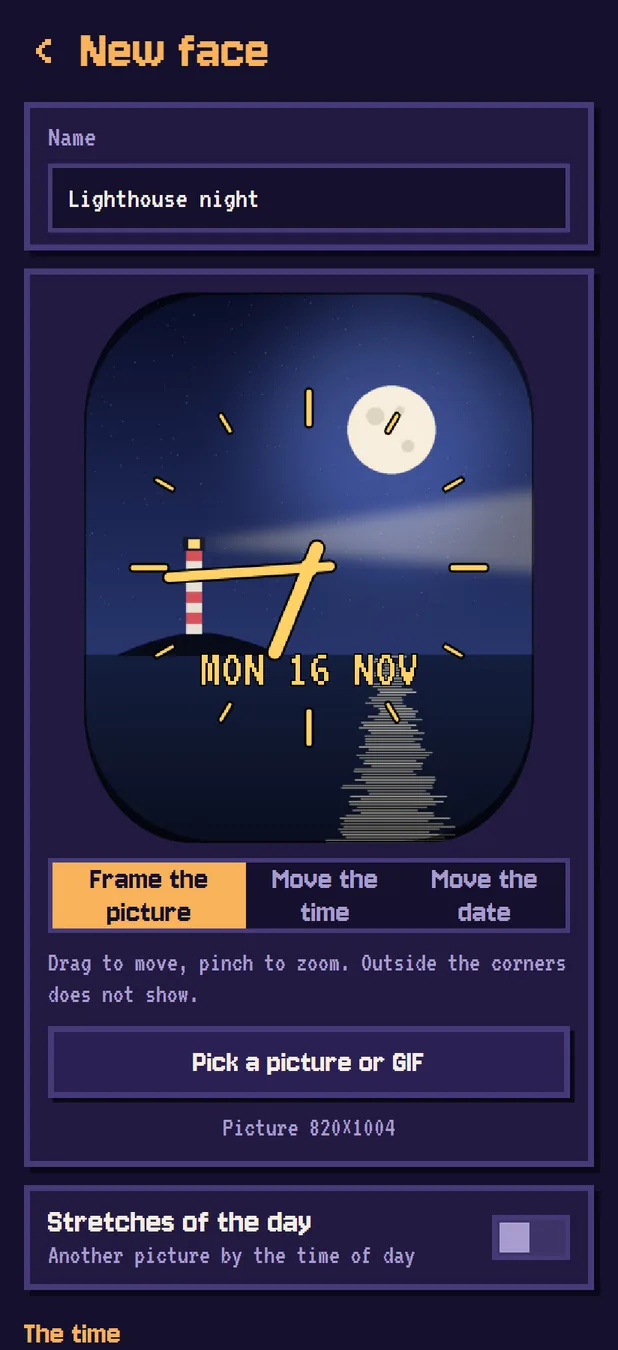 New face
Name
Lighthouse night
MON 16 NOV
Frame the picture
Move the time
Move the date
Drag to move, pinch to zoom. Outside the corners
does not show.
Pick a picture or GIF
Picture 820X1004
Stretches of the day
Another picture by the time of day
The time